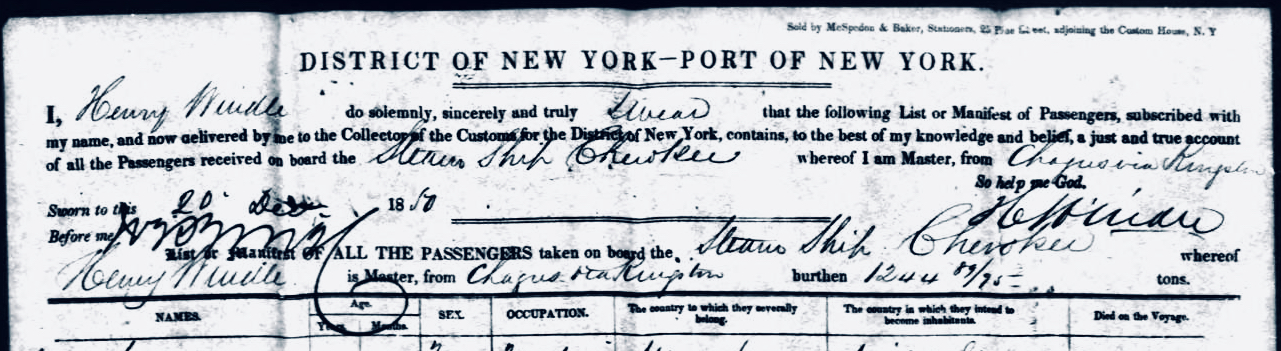 Sold by McSpedon & Baker, Stationers, 25 Pine Street, adjoining the Custom House, N. Y
DISTRICT OF NEW YORK—PORT OF NEW YORK.
I, Henry Windle do solemnly, sincerely and truly Swear that the following List or Manifest of Passengers, subscribed with
my name, and now delivered by me to the Collector of the Customs for the District of New York, contains, to the best of my knowledge and belief, a just and true account
of all the Passengers received on board the Steam Ship Cherokee whereof I am Master, from Chagres via Kingston
So help me God.
Sworn to this 20 Dec 1850
H Windle
Before me
List or Manifest OF ALL THE PASSENGERS taken on board the Steam Ship Cherokee whereof
Henry Windle is Master, from Chagres via Kingston burthen 1244 89/95 tons.
NAMES. Age. SEX. OCCUPATION. The country to which they severally belong. The country in which they intend to become inhabitants. Died on the Voyage.
Years Months.